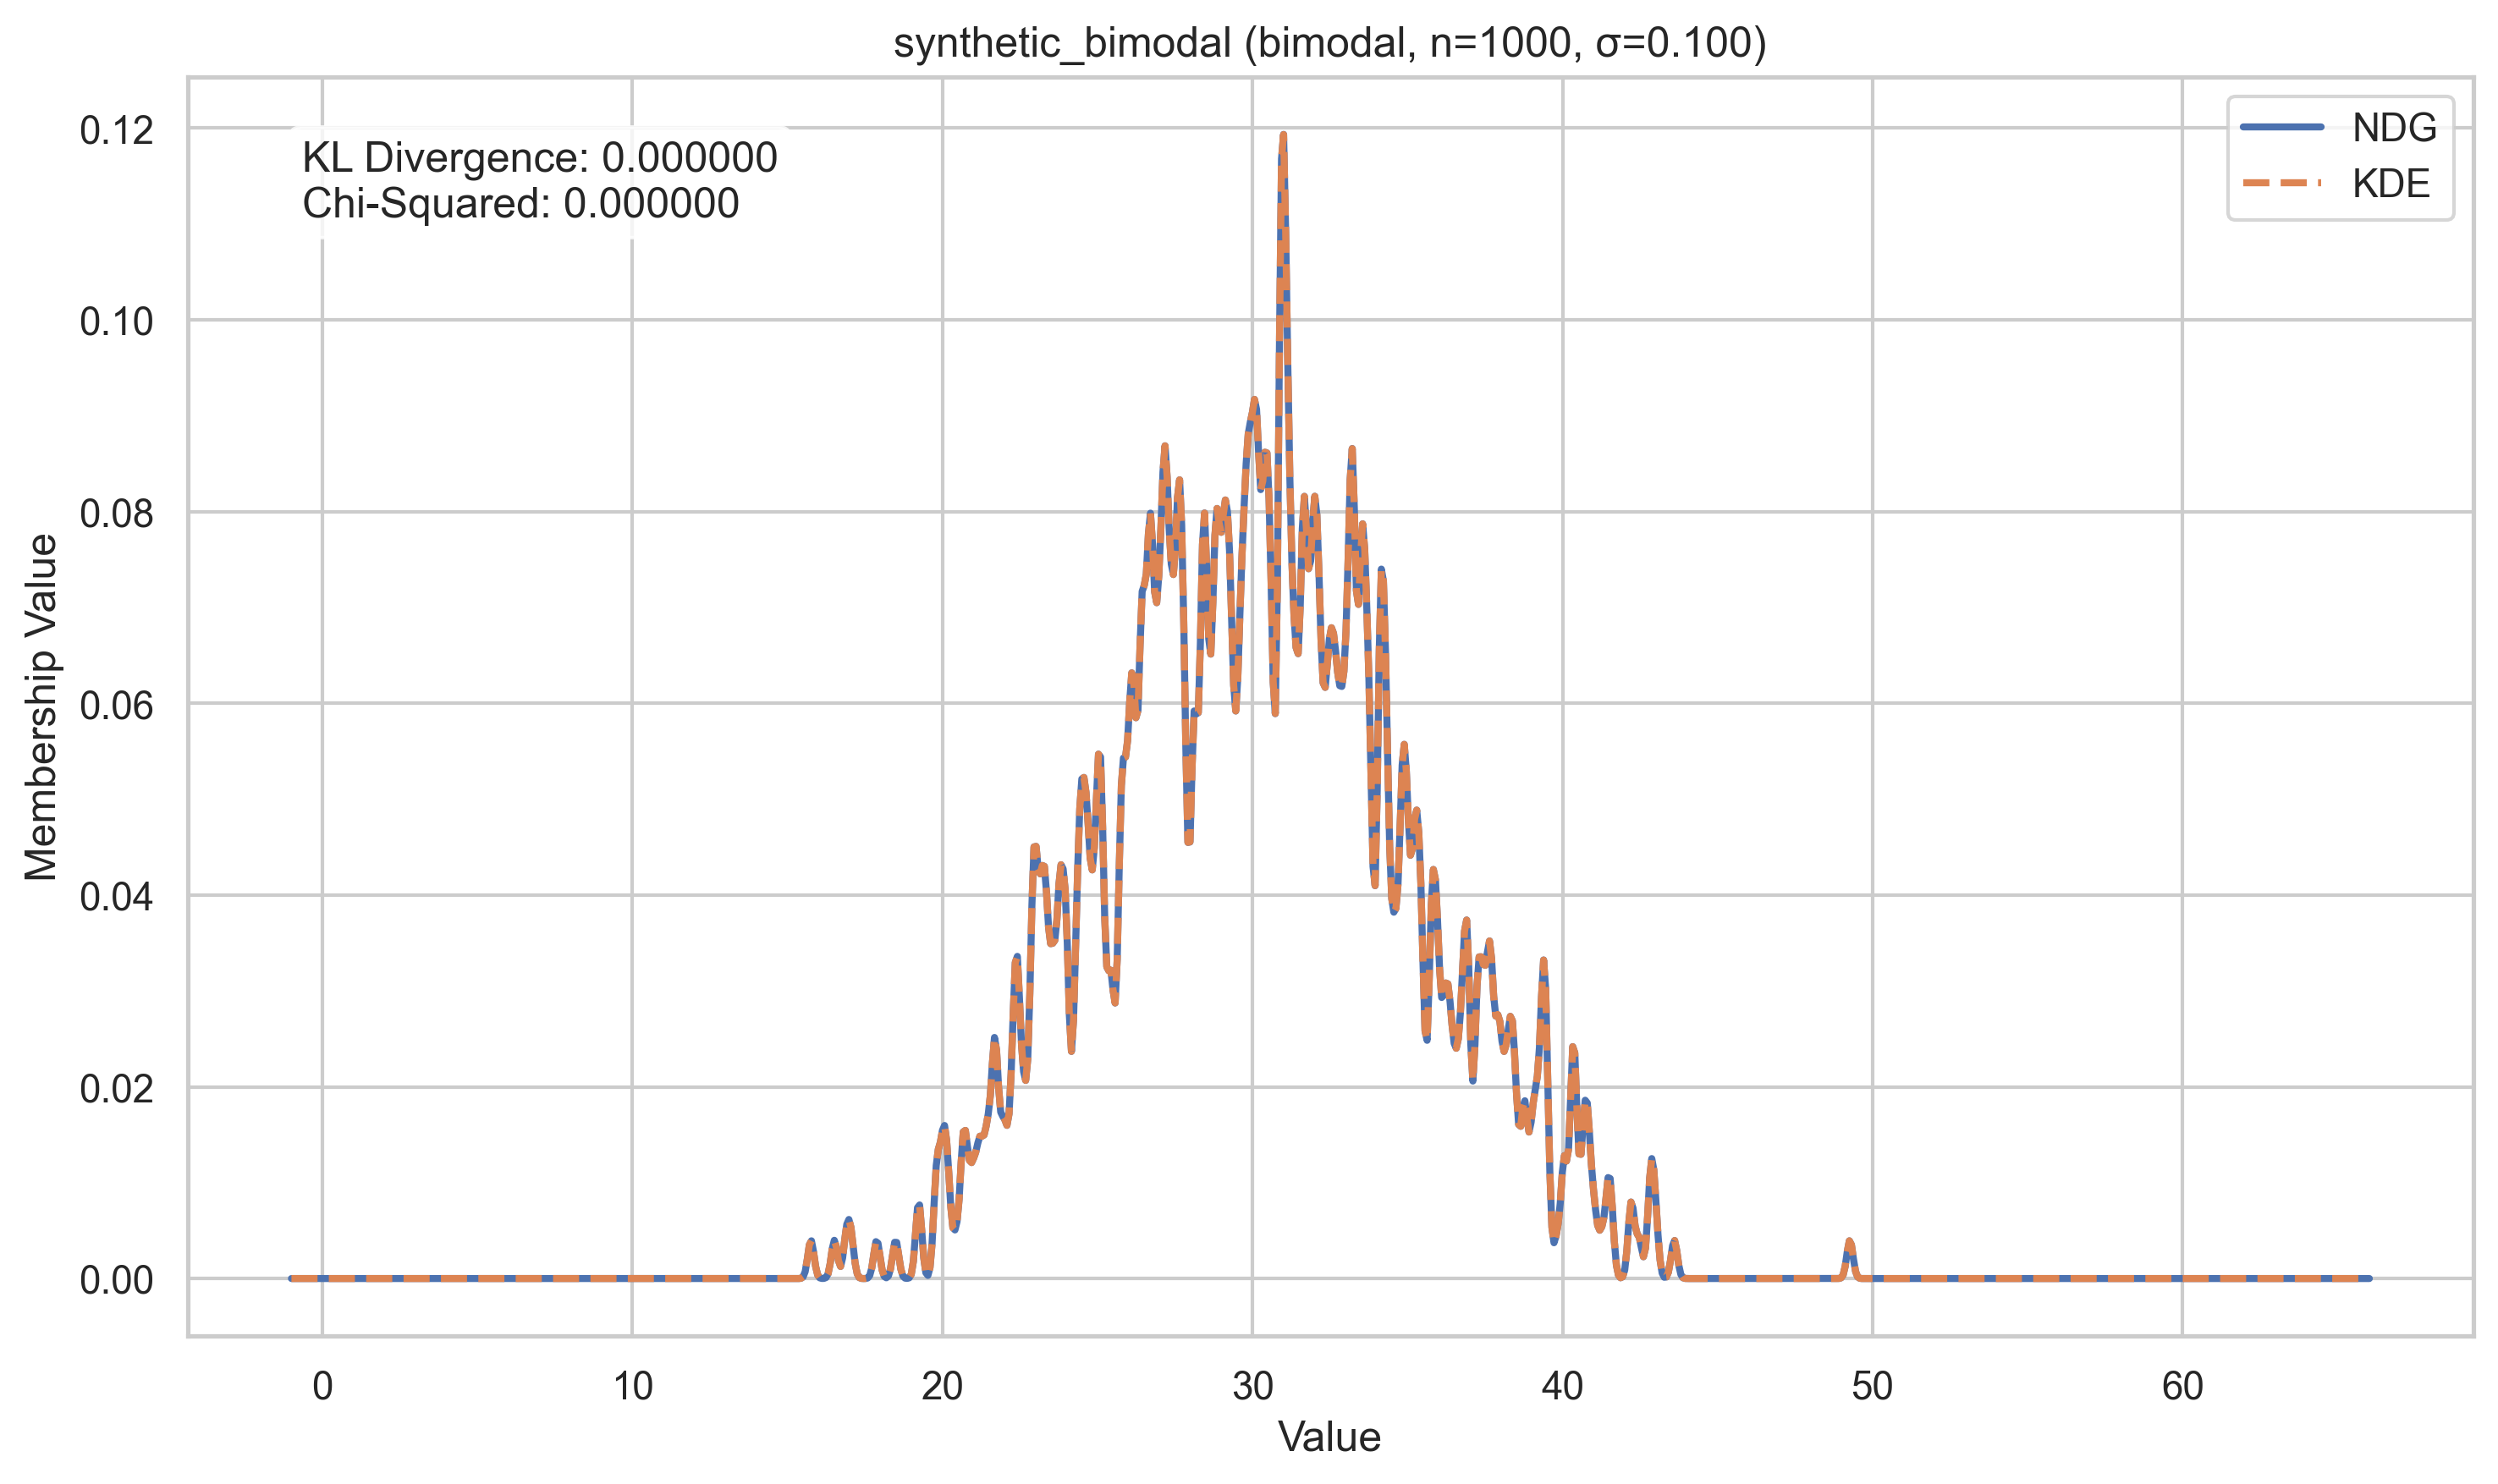 synthetic_bimodal (bimodal, n=1000, σ=0.100)
KL Divergence: 0.000000
Chi-Squared: 0.000000
NDG
KDE
Membership Value
0.12
0.10
0.08
0.06
0.04
0.02
0.00
0 10 20 30 40 50 60
Value